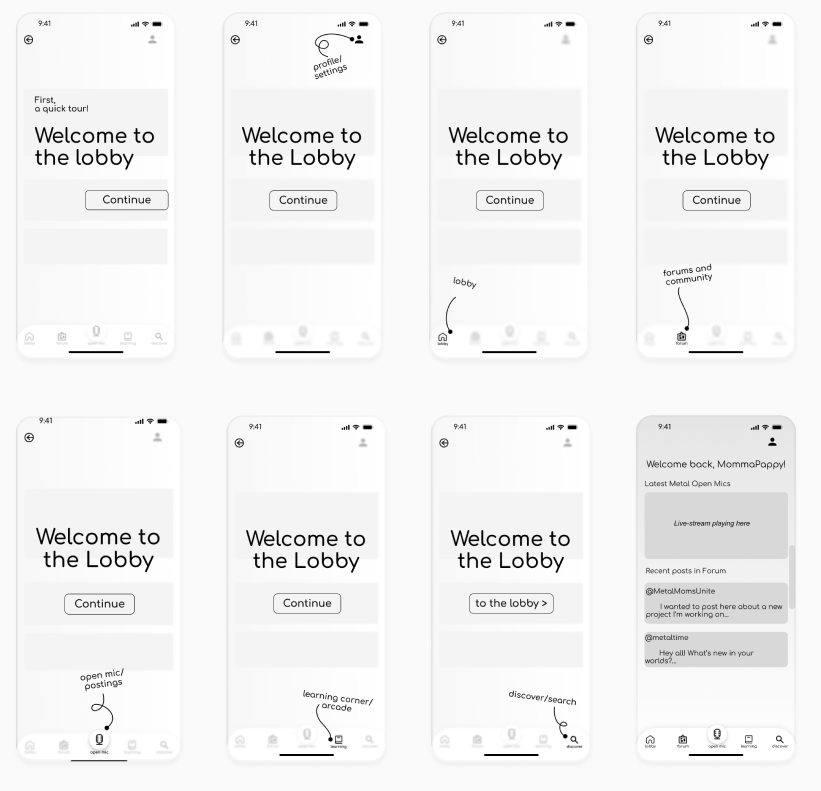 9:41
First,
a quick tour!
Welcome to
the lobby
Continue
lobby
forum
open mic
learning
discover
9:41
profile/
settings
Welcome to
the Lobby
Continue
9:41
Welcome to
the Lobby
Continue
lobby
lobby
9:41
Welcome to
the Lobby
Continue
forums and
community
forum
9:41
Welcome to
the Lobby
Continue
open mic/
postings
open mic
9:41
Welcome to
the Lobby
Continue
learning corner/
arcade
learning
9:41
Welcome to
the Lobby
to the lobby >
discover/search
discover
9:41
Welcome back, MommaPappy!
Latest Metal Open Mics
Live-stream playing here
Recent posts in Forum
@MetalMomsUnite
I wanted to post here about a new
project I'm working on...
@metaltime
Hey all! What's new in your
worlds?...
lobby
forum
open mic
learning
discover